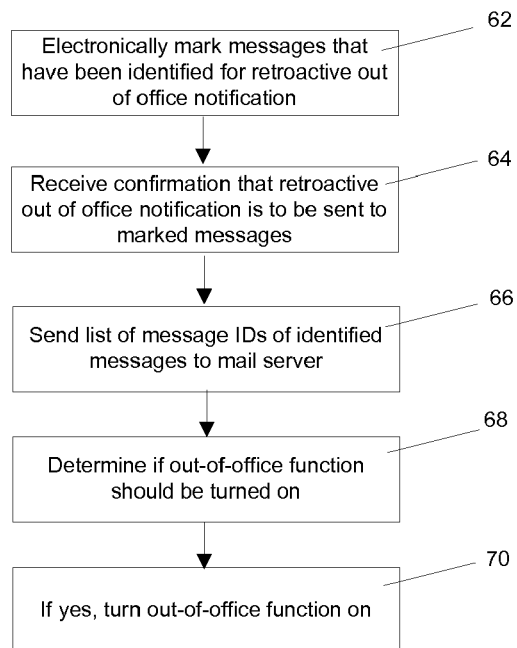 62
Electronically mark messages that
have been identified for retroactive out
of office notification
64
Receive confirmation that retroactive
out of office notification is to be sent to
marked messages
66
Send list of message IDs of identified
messages to mail server
68
Determine if out-of-office function
should be turned on
70
If yes, turn out-of-office function on